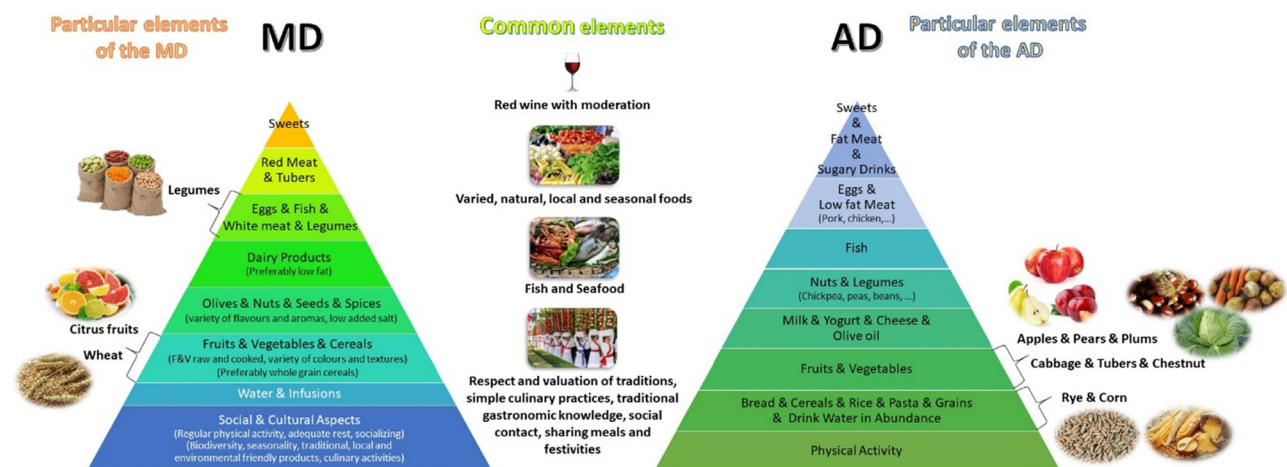 Particular elements
of the MD
MD
Legumes
Citrus fruits
Wheat
Sweets
Red Meat
& Tubers
Eggs & Fish &
White meat & Legumes
Dairy Products
(Preferably low fat)
Olives & Nuts & Seeds & Spices
(variety of flavours and aromas, low added salt)
Fruits & Vegetables & Cereals
(F&V raw and cooked, variety of colours and textures)
(Preferably whole grain cereals)
Water & Infusions
Social & Cultural Aspects
(Regular physical activity, adequate rest, socializing)
(Biodiversity, seasonality, traditional, local and
environmental friendly products, culinary activities)
Common elements
Red wine with moderation
Varied, natural, local and seasonal foods
Fish and Seafood
Respect and valuation of traditions,
simple culinary practices, traditional
gastronomic knowledge, social
contact, sharing meals and
festivities
AD
Particular elements
of the AD
Sweets
&
Fat Meat
&
Sugary Drinks
Eggs &
Low fat Meat
(Pork, chicken,...)
Fish
Nuts & Legumes
(Chickpea, peas, beans, ...)
Milk & Yogurt & Cheese &
Olive oil
Fruits & Vegetables
Bread & Cereals & Rice & Pasta & Grains
& Drink Water in Abundance
Physical Activity
Apples & Pears & Plums
Cabbage & Tubers & Chestnut
Rye & Corn